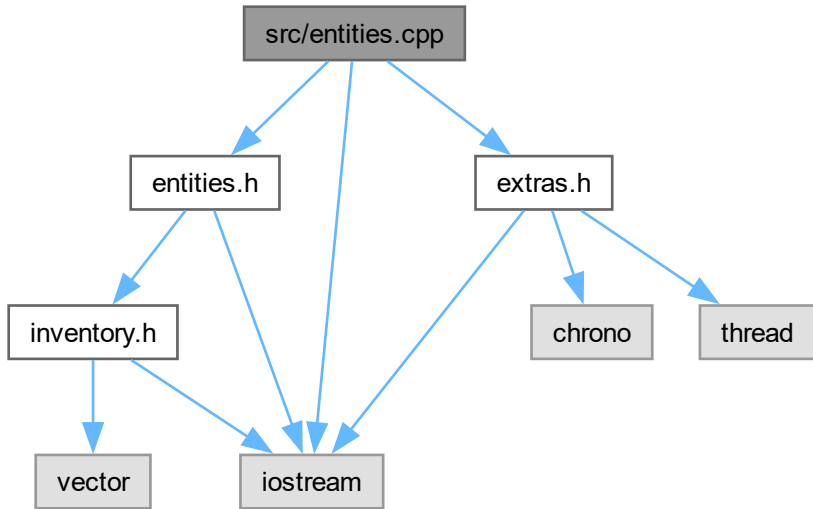 src/entities.cpp
entities.h
extras.h
inventory.h
chrono
thread
vector
iostream